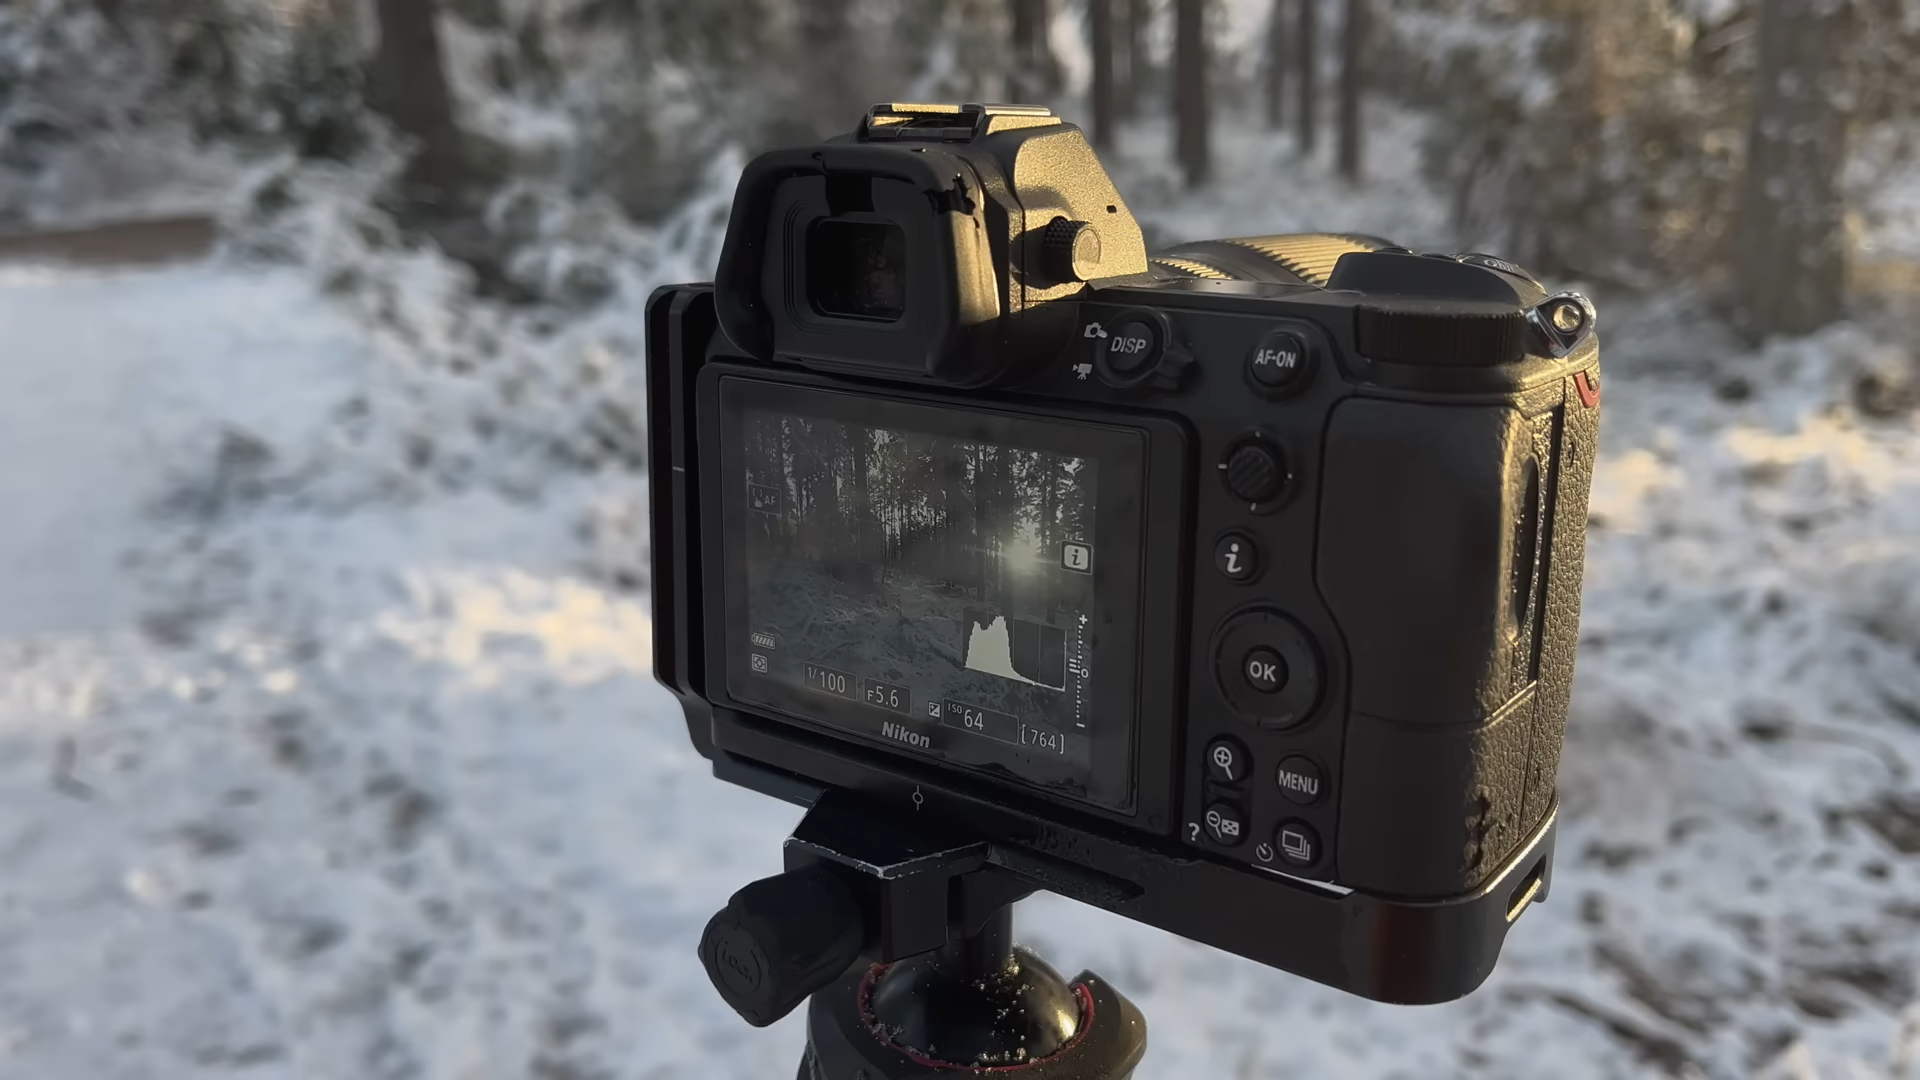 DISP
AF-ON
AF
i
i
OK
1/100
F5.6
ISO 64
[764]
Nikon
MENU
?